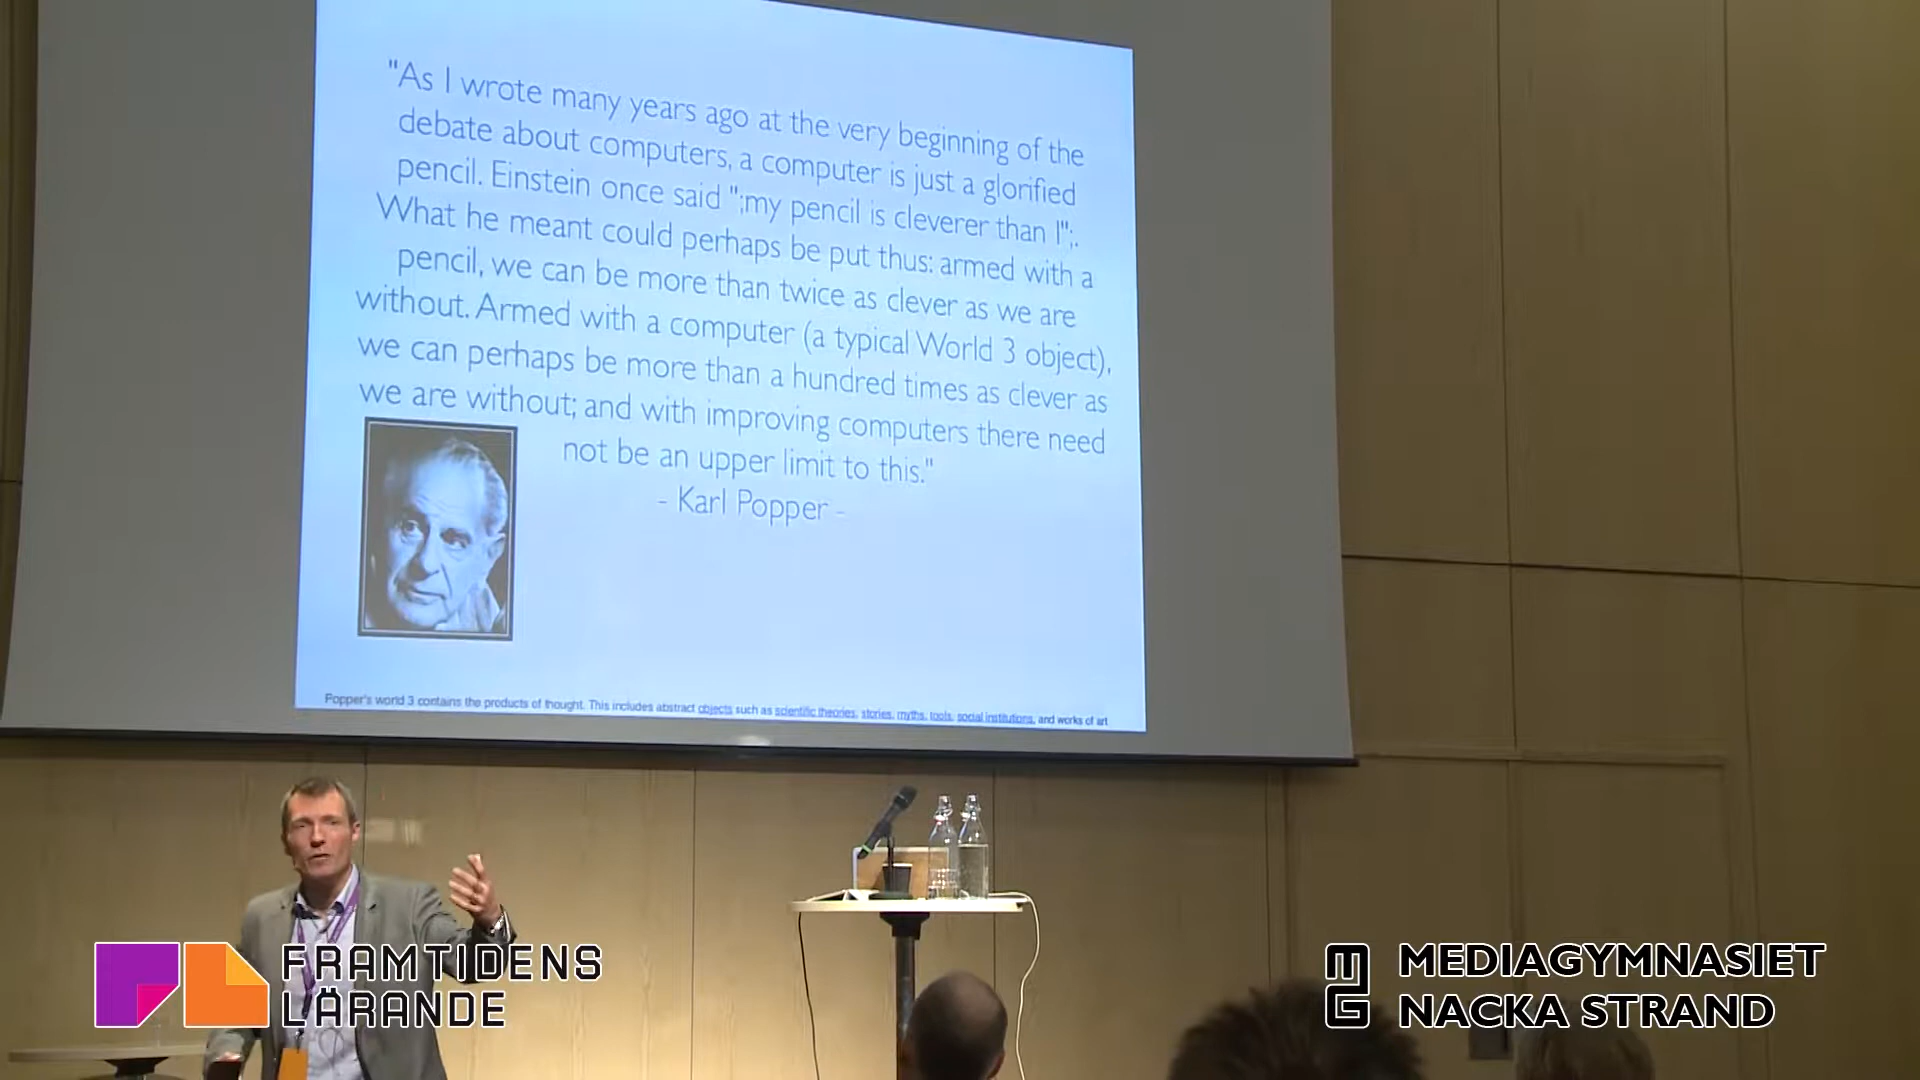 "As I wrote many years ago at the very beginning of the
debate about computers, a computer is just a glorified
pencil. Einstein once said ";my pencil is cleverer than I";.
What he meant could perhaps be put thus: armed with a
pencil, we can be more than twice as clever as we are
without. Armed with a computer (a typical World 3 object),
we can perhaps be more than a hundred times as clever as
we are without; and with improving computers there need
not be an upper limit to this."
- Karl Popper -
Popper's world 3 contains the products of thought. This includes abstract objects such as scientific theories, stories, myths, tools, social institutions, and works of art
FRAMTIDENS
LÄRANDE
MG
MEDIAGYMNASIET
NACKA STRAND